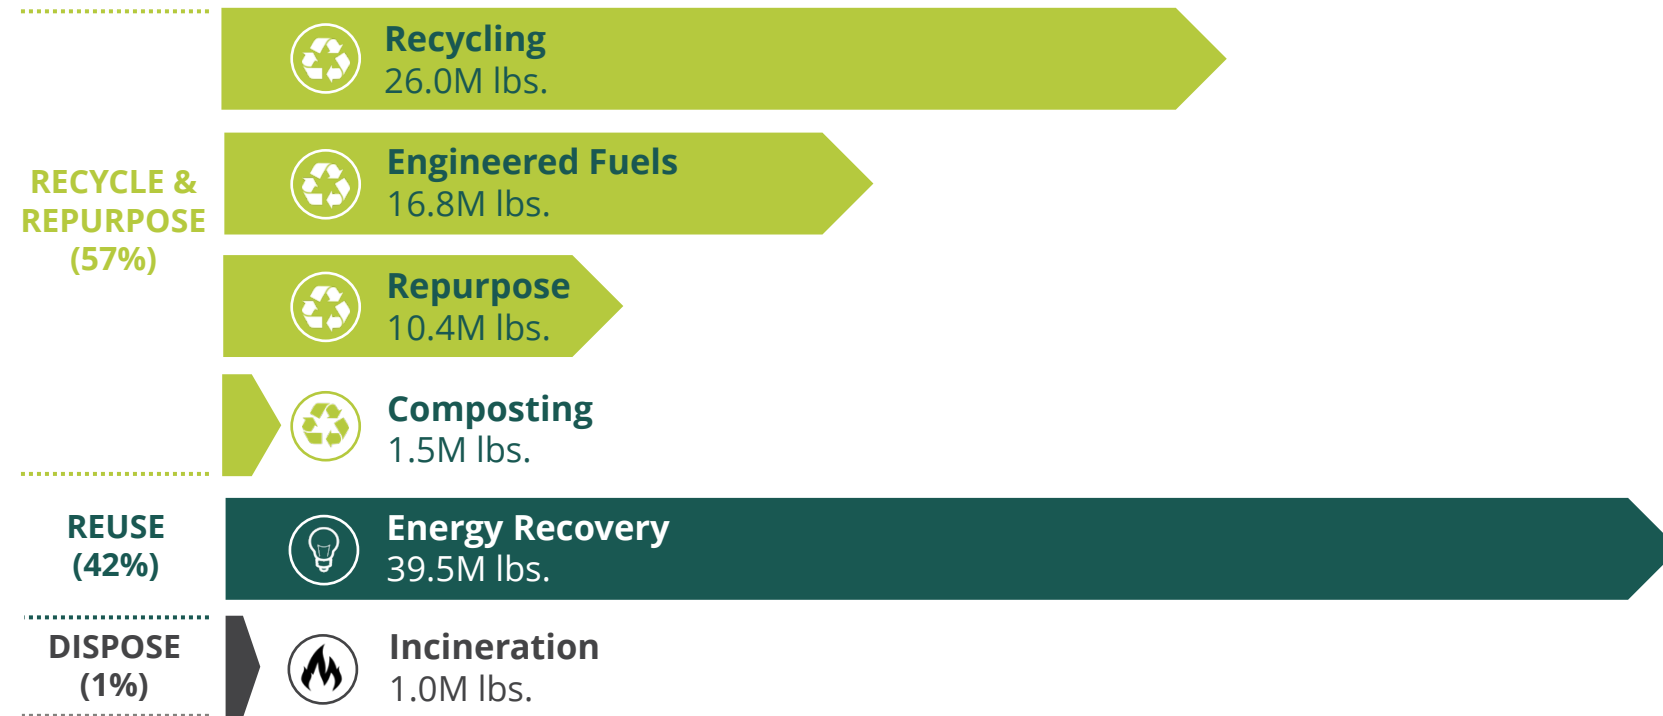 RECYCLE &
REPURPOSE
(57%)
Recycling
26.0M lbs.
Engineered Fuels
16.8M lbs.
Repurpose
10.4M lbs.
Composting
1.5M lbs.
REUSE
(42%)
Energy Recovery
39.5M lbs.
DISPOSE
(1%)
Incineration
1.0M lbs.